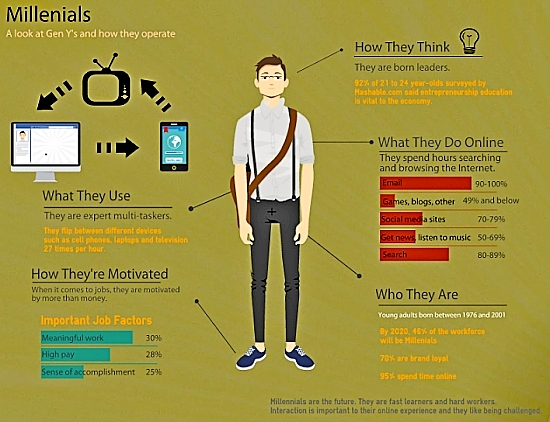 Millenials
A look at Gen Y's and how they operate
How They Think
They are born leaders.
92% of 21 to 24 year-olds surveyed by
Mashable.com said entrepreneurship education
is vital to the economy.
What They Do Online
They spend hours searching
and browsing the Internet.
Email 90-100%
Games, blogs, other 49% and below
Social media sites 70-79%
Get news, listen to music 50-69%
Search 80-89%
What They Use
They are expert multi-taskers.
They flip between different devices
such as cell phones, laptops and television
27 times per hour.
How They're Motivated
When it comes to jobs, they are motivated
by more than money.
Important Job Factors
Meaningful work 30%
High pay 28%
Sense of accomplishment 25%
Who They Are
Young adults born between 1976 and 2001
By 2020, 46% of the workforce
will be Millenials
70% are brand loyal
95% spend time online
Millennials are the future. They are fast learners and hard workers.
Interaction is important to their online experience and they like being challenged.